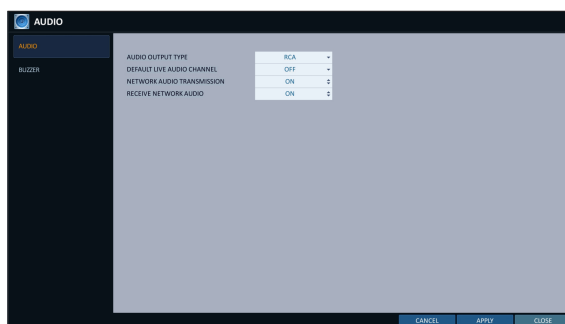 AUDIO
AUDIO
BUZZER
AUDIO OUTPUT TYPE RCA
DEFAULT LIVE AUDIO CHANNEL OFF
NETWORK AUDIO TRANSMISSION ON
RECEIVE NETWORK AUDIO ON
CANCEL APPLY CLOSE